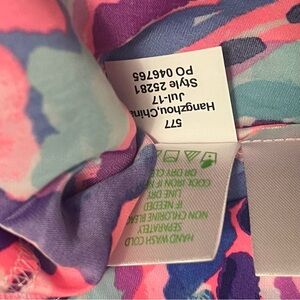 577
Hangzhou,China
Jul-17
Style 25281
PO 046765
HAND WASH COLD
SEPARATELY
NON CHLORINE BLEACH
IF NEEDED
LINE DRY
COOL IRON IF
OR DRY CLEAN